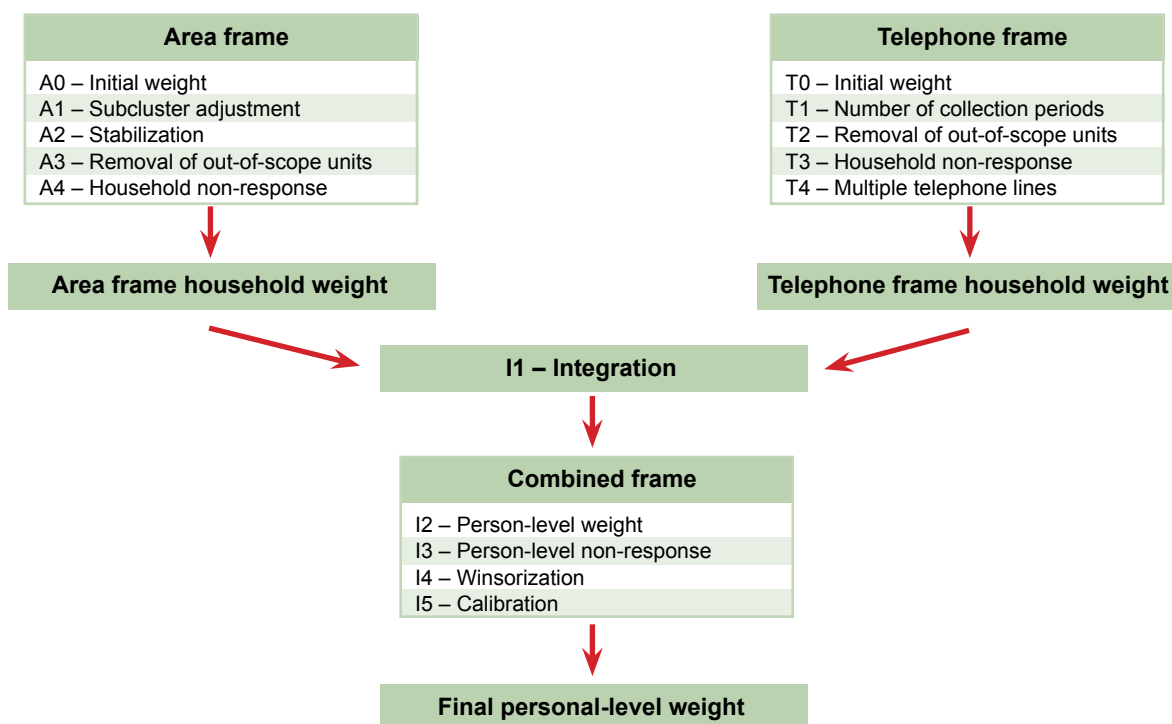 Area frame
A0 – Initial weight
A1 – Subcluster adjustment
A2 – Stabilization
A3 – Removal of out-of-scope units
A4 – Household non-response
Telephone frame
T0 – Initial weight
T1 – Number of collection periods
T2 – Removal of out-of-scope units
T3 – Household non-response
T4 – Multiple telephone lines
Area frame household weight
Telephone frame household weight
I1 – Integration
Combined frame
I2 – Person-level weight
I3 – Person-level non-response
I4 – Winsorization
I5 – Calibration
Final personal-level weight